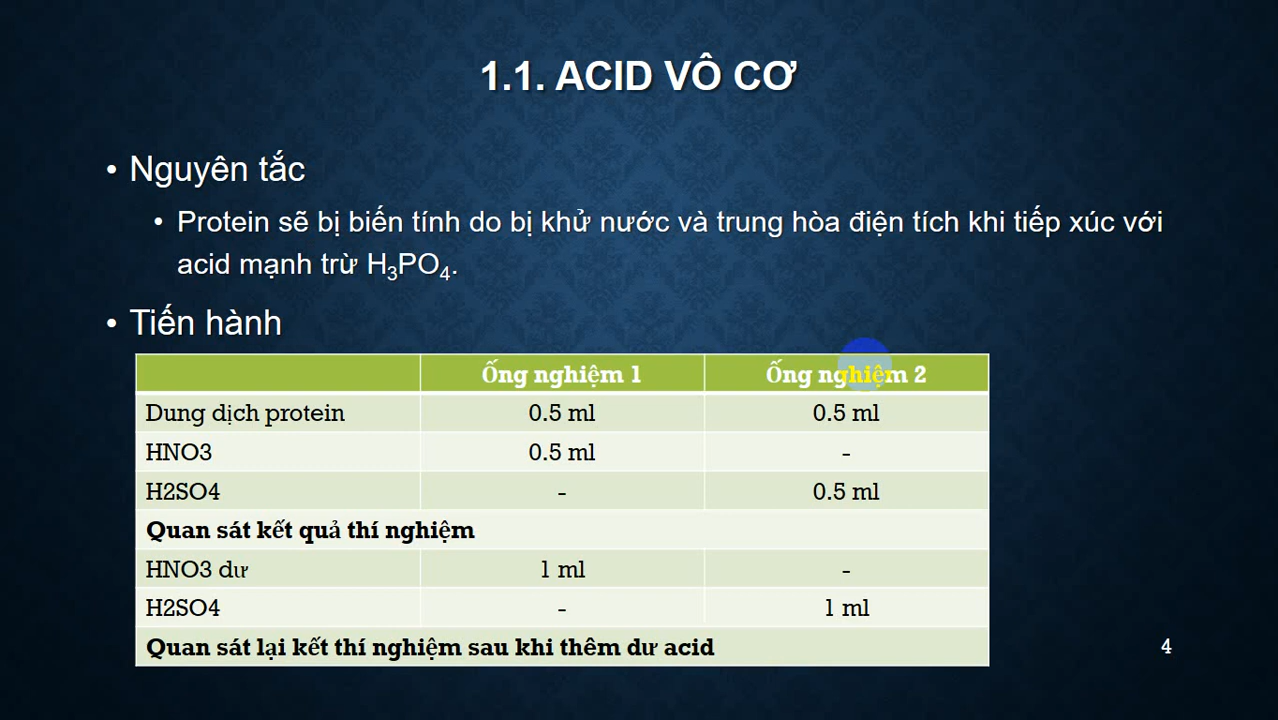 1.1. ACID VÔ CƠ
• Nguyên tắc
• Protein sẽ bị biến tính do bị khử nước và trung hòa điện tích khi tiếp xúc với
acid mạnh trừ H₃PO₄.
• Tiến hành
Ống nghiệm 1 Ống nghiệm 2
Dung dịch protein 0.5 ml 0.5 ml
HNO3 0.5 ml -
H2SO4 - 0.5 ml
Quan sát kết quả thí nghiệm
HNO3 dư 1 ml -
H2SO4 - 1 ml
Quan sát lại kết thí nghiệm sau khi thêm dư acid
4